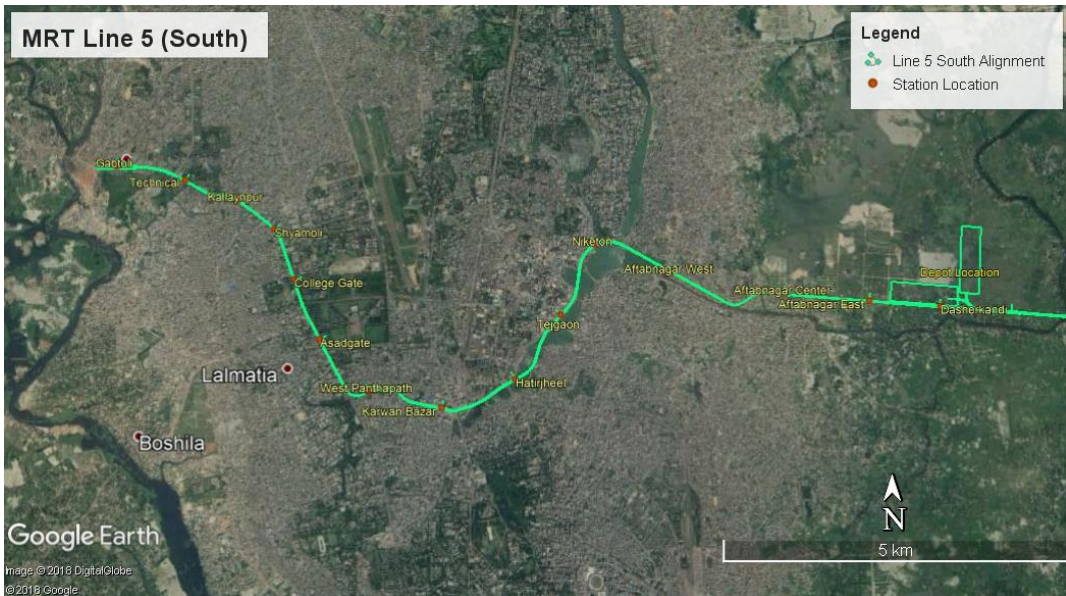 MRT Line 5 (South)
Legend
Line 5 South Alignment
Station Location
Gabtoli
Technical
Kallaynpur
Shyamoli
College Gate
Asadgate
Lalmatia
West Panthapath
Karwan Bazar
Hatirjheel
Tejgaon
Niketon
Aftabnagar West
Aftabnagar Center
Aftabnagar East
Depot Location
Dasherkandi
Boshila
N
5 km
Google Earth
Image © 2018 DigitalGlobe
© 2018 Google